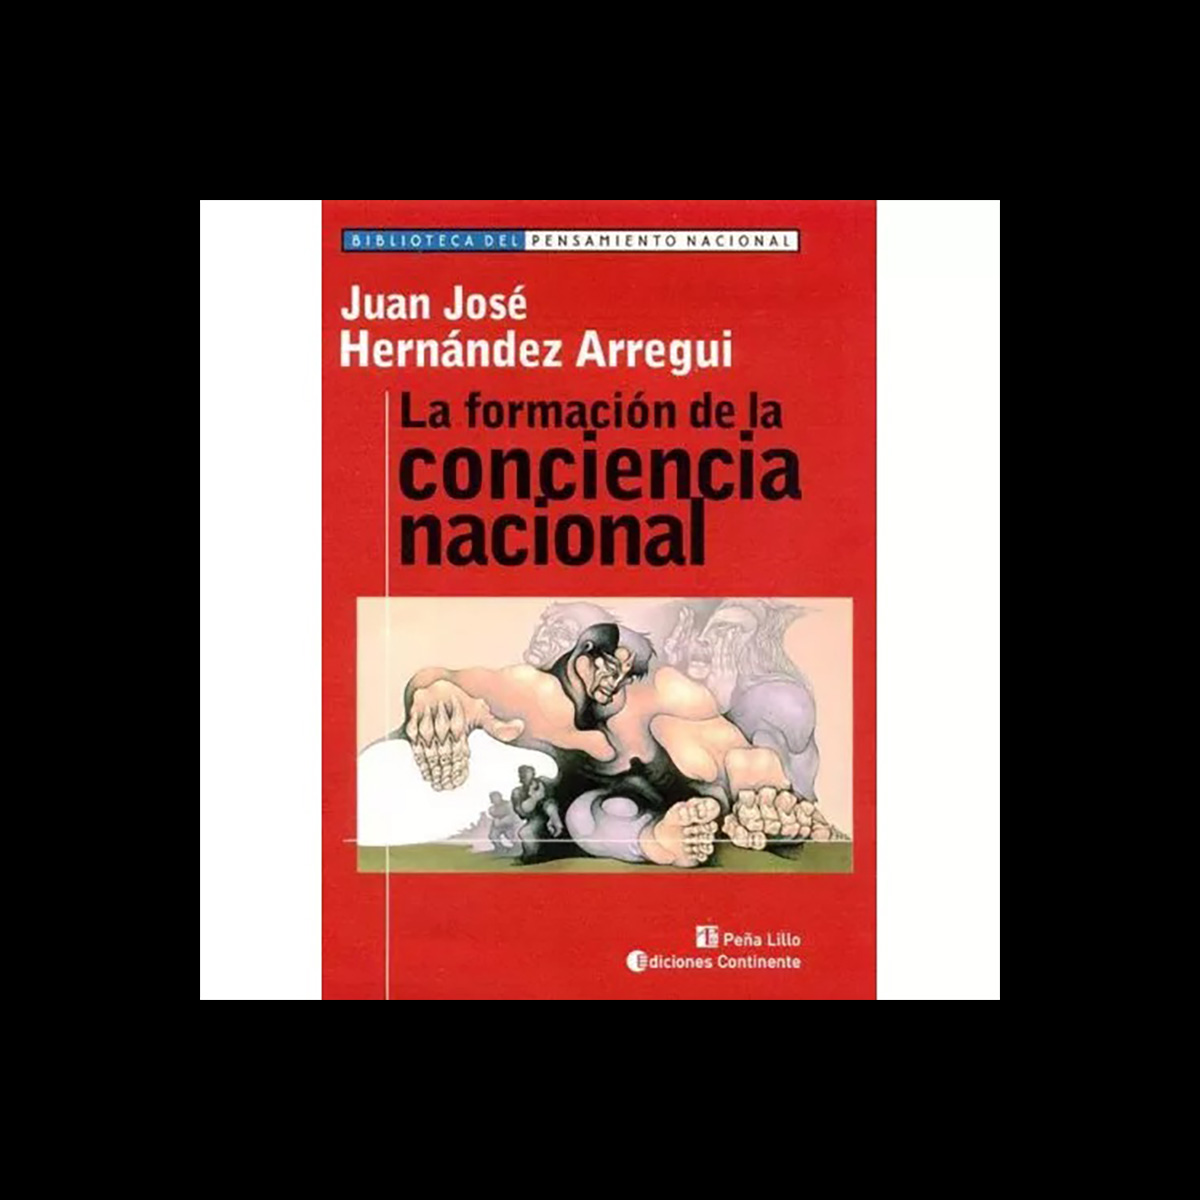 BIBLIOTECA DEL PENSAMIENTO NACIONAL
Juan José
Hernández Arregui
La formación de la
conciencia
nacional
Peña Lillo
Ediciones Continente